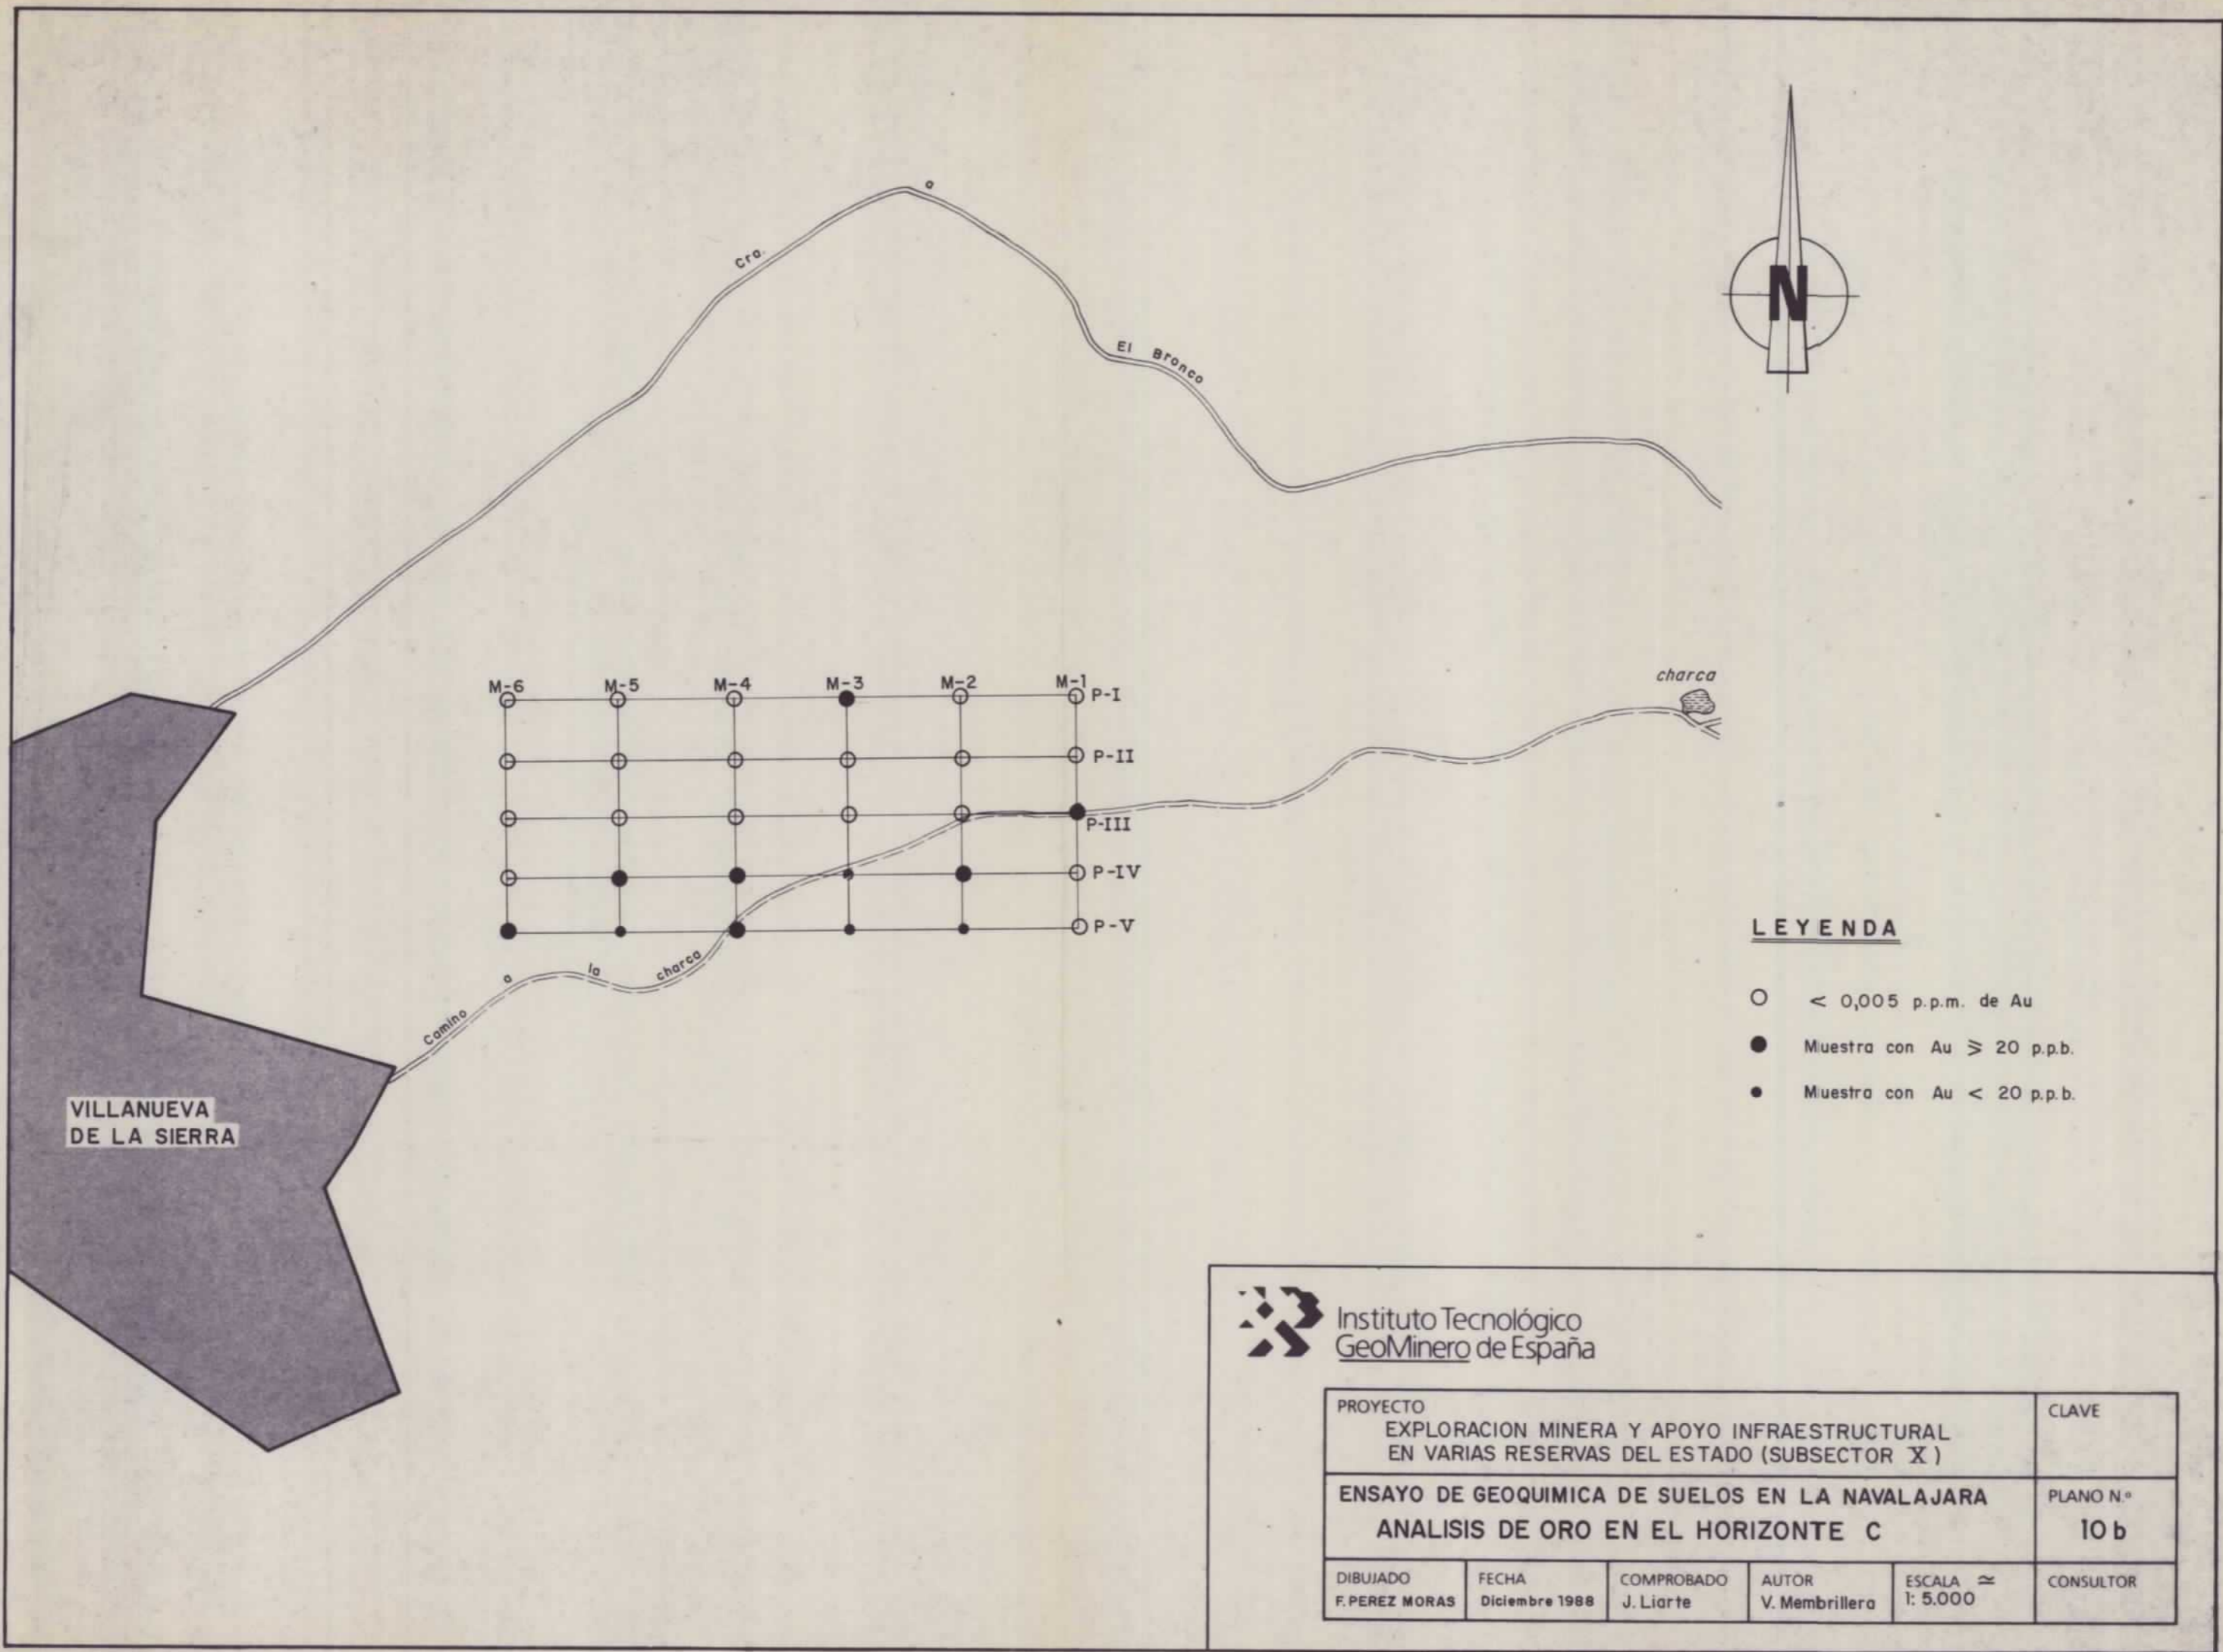 Cra. a El Bronco
N
M-6 M-5 M-4 M-3 M-2 M-1
P-I
P-II
P-III
P-IV
P-V
charca
Camino a la charca
VILLANUEVA
DE LA SIERRA
LEYENDA
< 0,005 p.p.m. de Au
Muestra con Au ⩾ 20 p.p.b.
Muestra con Au < 20 p.p.b.
Instituto Tecnológico
GeoMinero de España
PROYECTO
EXPLORACION MINERA Y APOYO INFRAESTRUCTURAL
EN VARIAS RESERVAS DEL ESTADO (SUBSECTOR X)
CLAVE
ENSAYO DE GEOQUIMICA DE SUELOS EN LA NAVALAJARA
ANALISIS DE ORO EN EL HORIZONTE C
PLANO N.º
10 b
DIBUJADO
F. PEREZ MORAS
FECHA
Diciembre 1988
COMPROBADO
J. Liarte
AUTOR
V. Membrillera
ESCALA ≃
1: 5.000
CONSULTOR